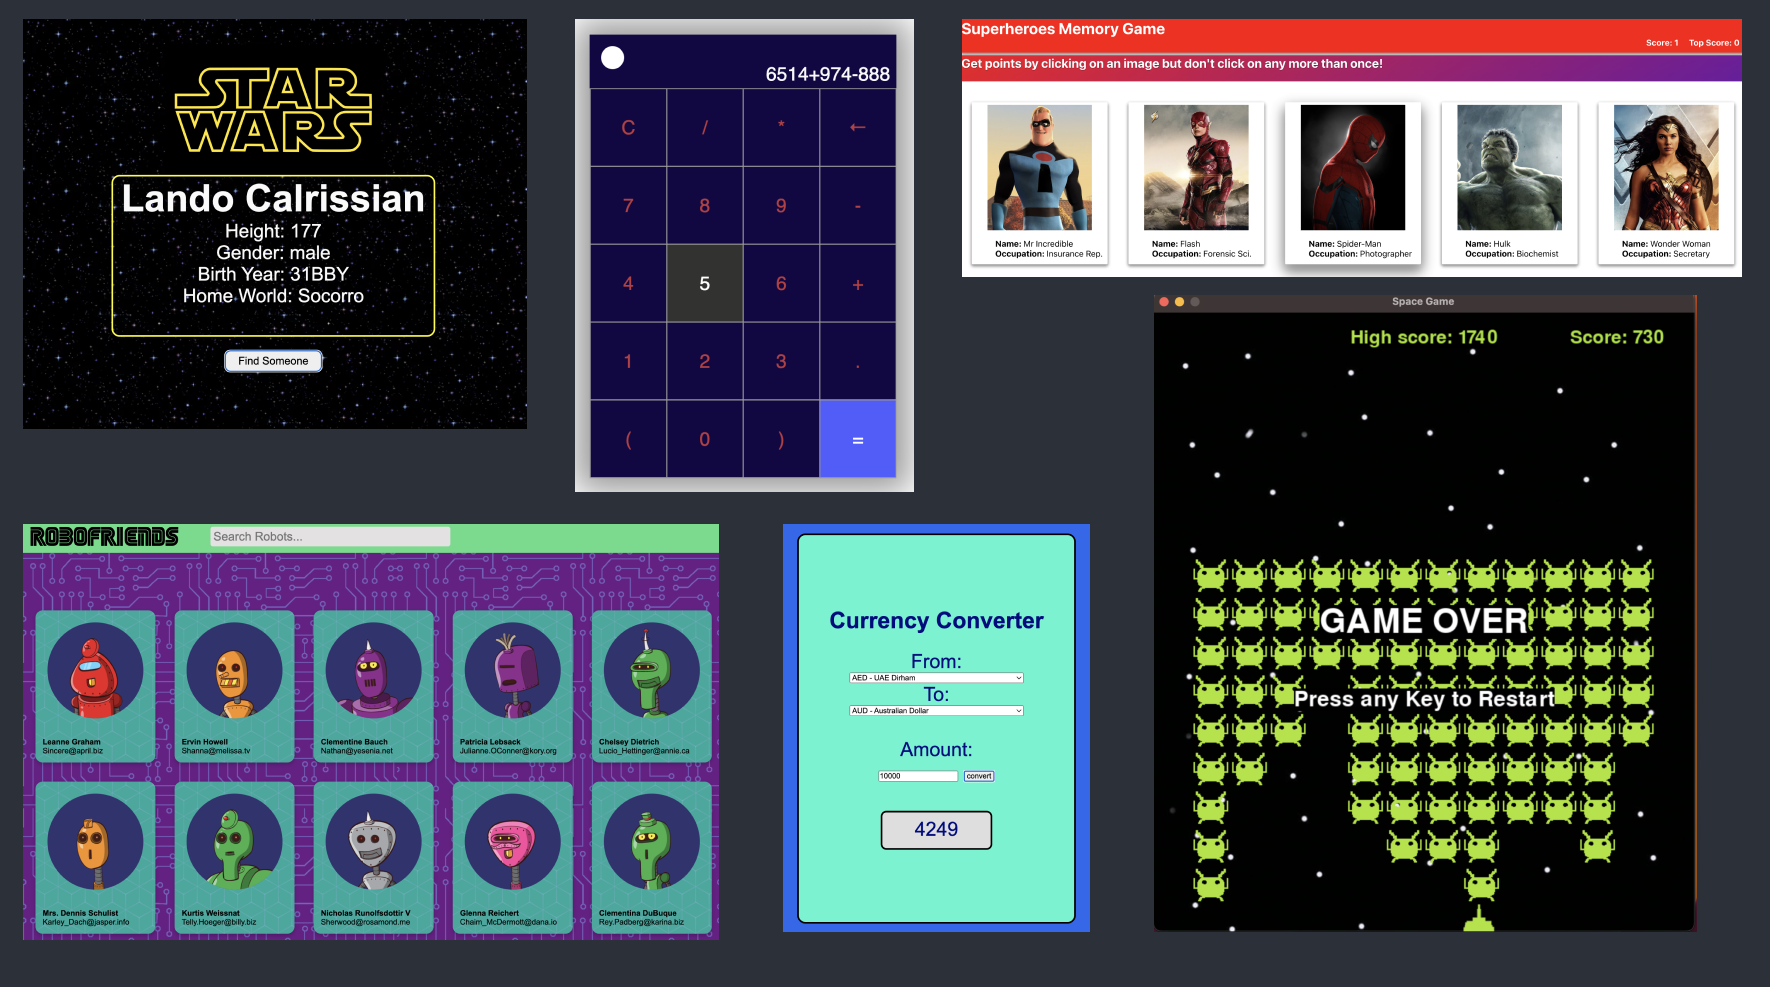 STAR
WARS
Lando Calrissian
Height: 177
Gender: male
Birth Year: 31BBY
Home World: Socorro
Find Someone
6514+974-888
C / * ←
7 8 9 -
4 5 6 +
1 2 3 .
( 0 ) =
Superheroes Memory Game
Score: 1 Top Score: 0
Get points by clicking on an image but don't click on any more than once!
Name: Mr Incredible
Occupation: Insurance Rep.
Name: Flash
Occupation: Forensic Sci.
Name: Spider-Man
Occupation: Photographer
Name: Hulk
Occupation: Biochemist
Name: Wonder Woman
Occupation: Secretary
Space Game
High score: 1740 Score: 730
GAME OVER
Press any Key to Restart
ROBOFRIENDS
Search Robots...
Leanne Graham
Sincere@april.biz
Ervin Howell
Shanna@melissa.tv
Clementine Bauch
Nathan@yesenia.net
Patricia Lebsack
Julianne.OConner@kory.org
Chelsey Dietrich
Lucio_Hettinger@annie.ca
Mrs. Dennis Schulist
Karley_Dach@jasper.info
Kurtis Weissnat
Telly.Hoeger@billy.biz
Nicholas Runolfsdottir V
Sherwood@rosamond.me
Glenna Reichert
Chaim_McDermott@dana.io
Clementina DuBuque
Rey.Padberg@karina.biz
Currency Converter
From:
AED - UAE Dirham
To:
AUD - Australian Dollar
Amount:
10000 convert
4249